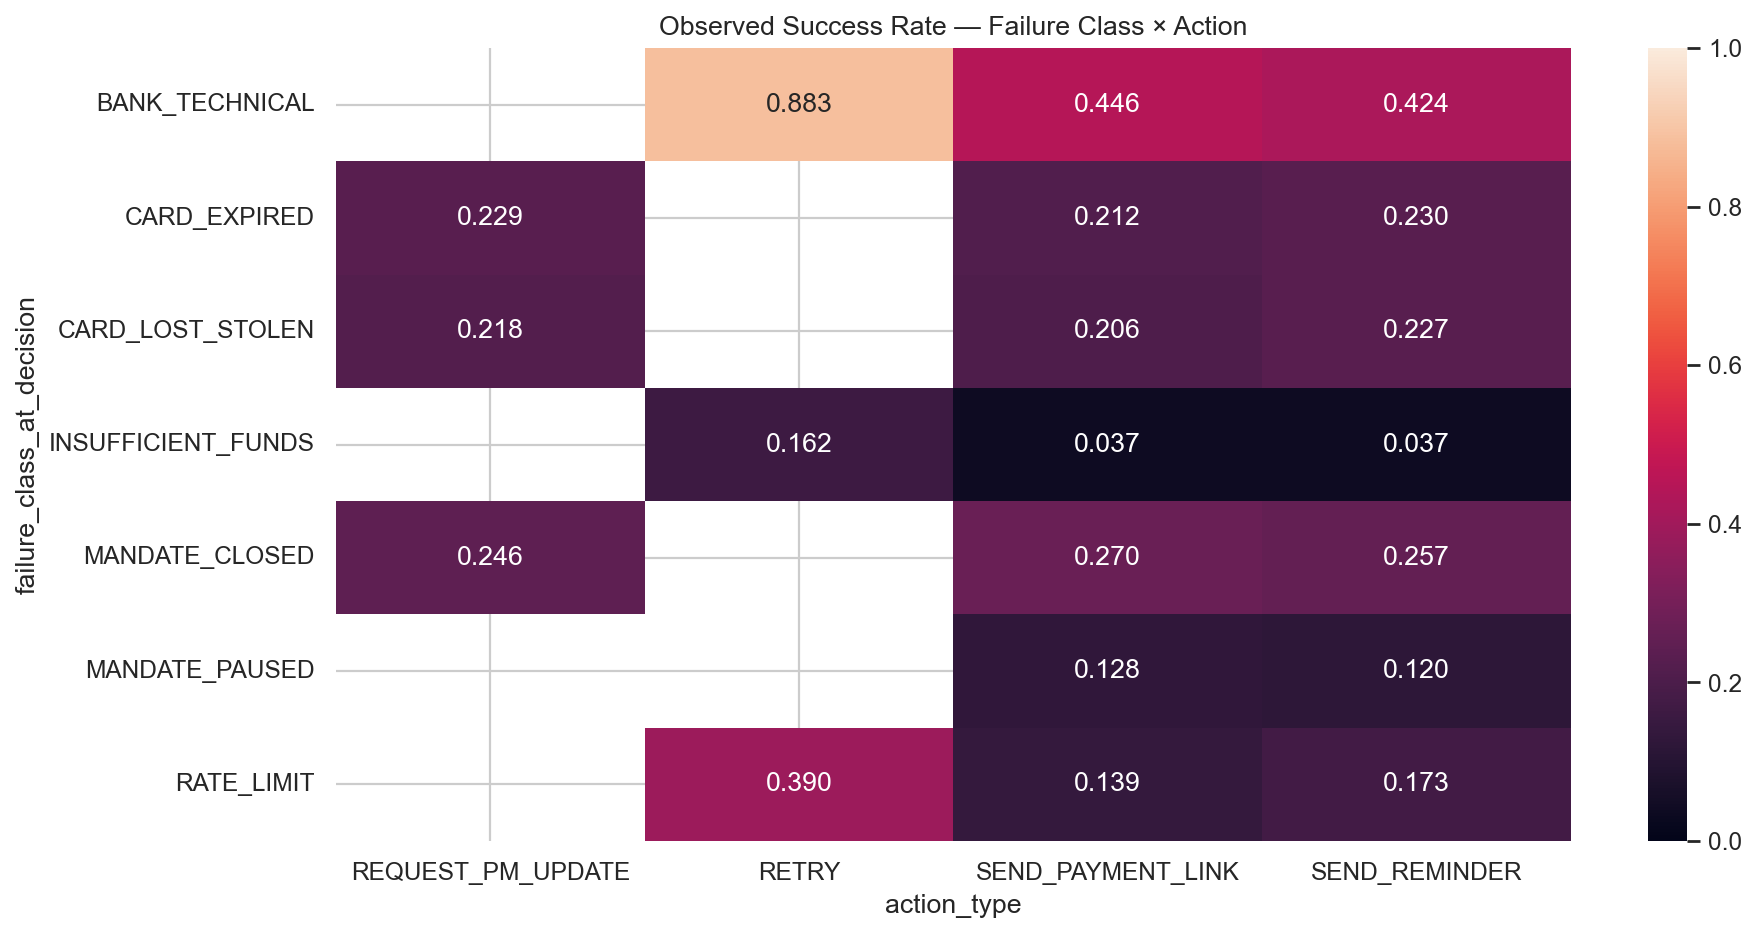 Observed Success Rate — Failure Class × Action
failure_class_at_decision
BANK_TECHNICAL 0.883 0.446 0.424
CARD_EXPIRED 0.229 0.212 0.230
CARD_LOST_STOLEN 0.218 0.206 0.227
INSUFFICIENT_FUNDS 0.162 0.037 0.037
MANDATE_CLOSED 0.246 0.270 0.257
MANDATE_PAUSED 0.128 0.120
RATE_LIMIT 0.390 0.139 0.173
REQUEST_PM_UPDATE RETRY SEND_PAYMENT_LINK SEND_REMINDER
action_type
1.0
0.8
0.6
0.4
0.2
0.0